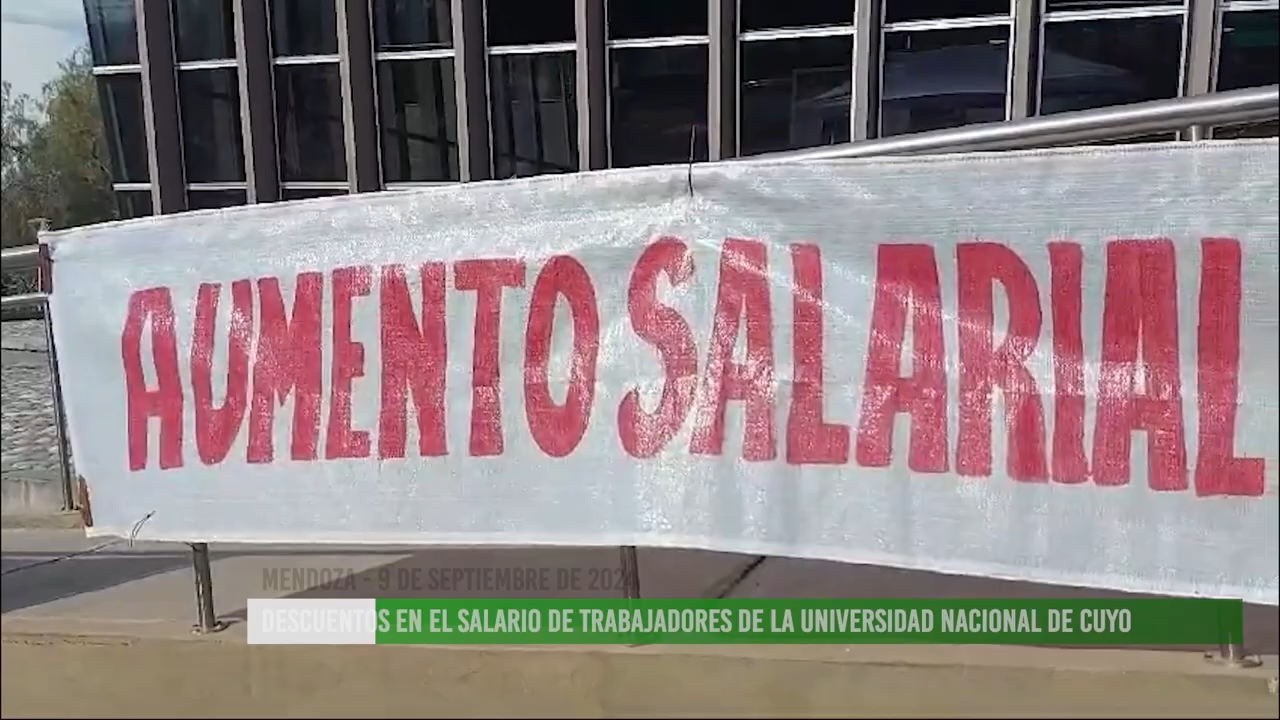 AUMENTO SALARIAL
MENDOZA - 9 DE SEPTIEMBRE DE 2024
DESCUENTOS EN EL SALARIO DE TRABAJADORES DE LA UNIVERSIDAD NACIONAL DE CUYO